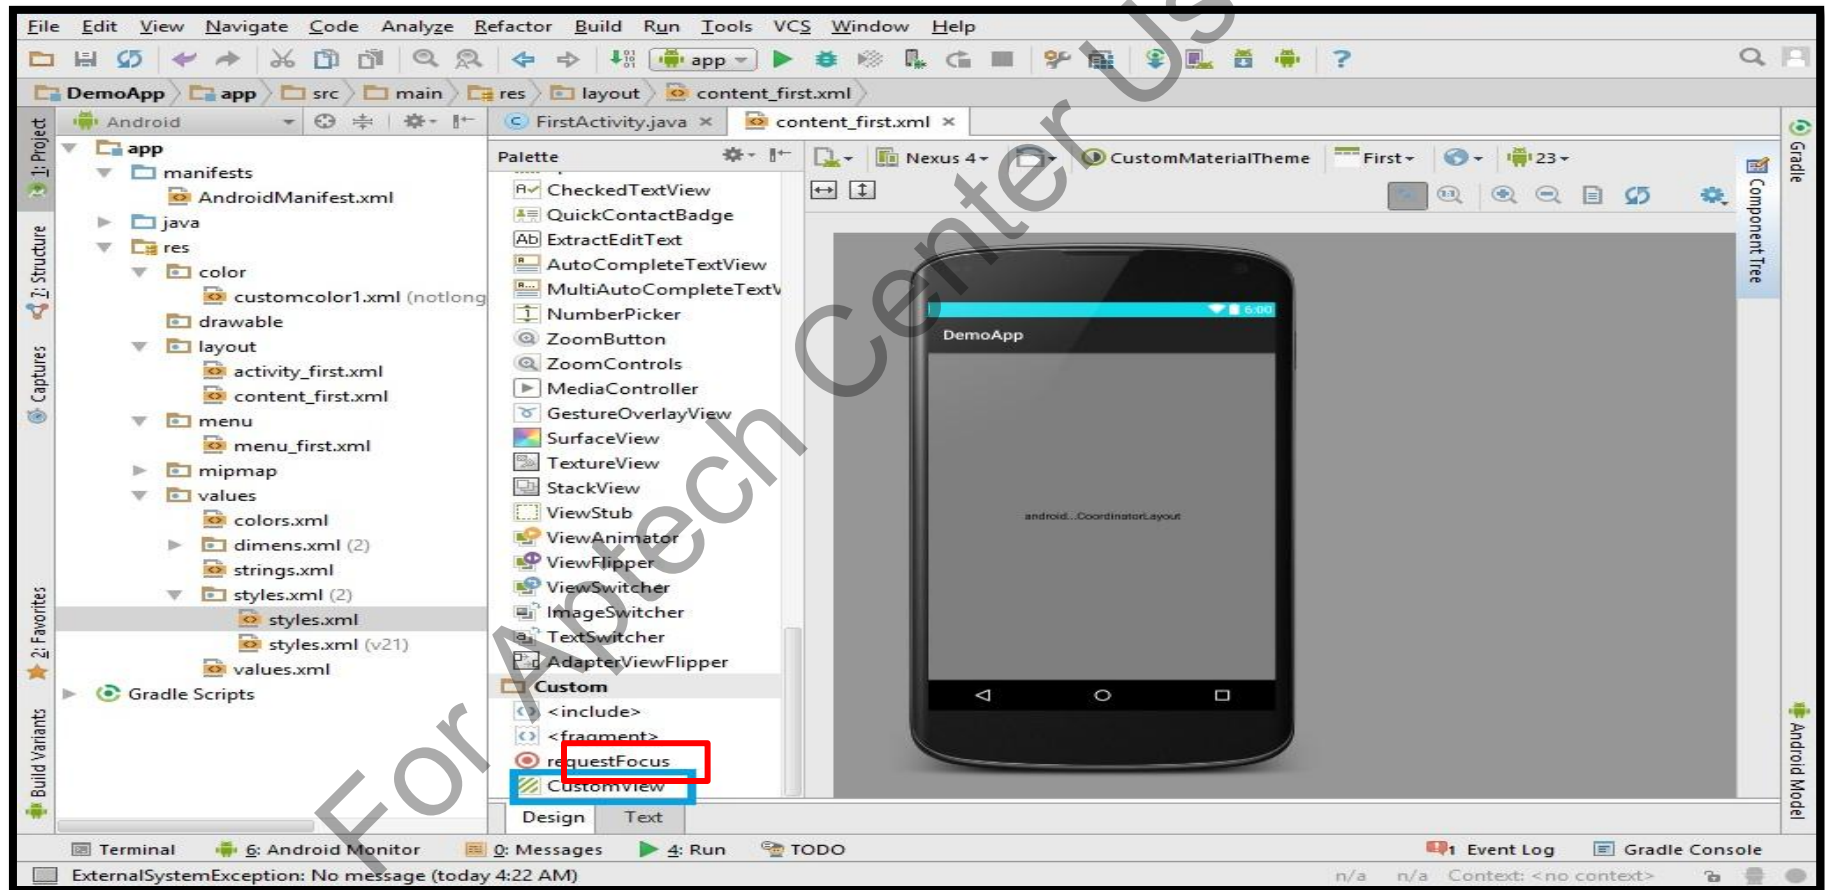 File Edit View Navigate Code Analyze Refactor Build Run Tools VCS Window Help
app
DemoApp app src main res layout content_first.xml
Android
FirstActivity.java content_first.xml
1: Project
7: Structure
Captures
2: Favorites
Build Variants
app
manifests
AndroidManifest.xml
java
res
color
customcolor1.xml (notlong
drawable
layout
activity_first.xml
content_first.xml
menu
menu_first.xml
mipmap
values
colors.xml
dimens.xml (2)
strings.xml
styles.xml (2)
styles.xml
styles.xml (v21)
values.xml
Gradle Scripts
Palette
CheckedTextView
QuickContactBadge
Ab ExtractEditText
AutoCompleteTextView
MultiAutoCompleteTextV
NumberPicker
ZoomButton
ZoomControls
MediaController
GestureOverlayView
SurfaceView
TextureView
StackView
ViewStub
ViewAnimator
ViewFlipper
ViewSwitcher
ImageSwitcher
TextSwitcher
AdapterViewFlipper
Custom
<include>
<fragment>
requestFocus
CustomView
Design Text
Nexus 4 CustomMaterialTheme First 23
6:00
DemoApp
android...CoordinatorLayout
Gradle
Component Tree
Android Model
Terminal 6: Android Monitor 0: Messages 4: Run TODO 1 Event Log Gradle Console
ExternalSystemException: No message (today 4:22 AM) n/a n/a Context: <no context>
For Aptech Center Us